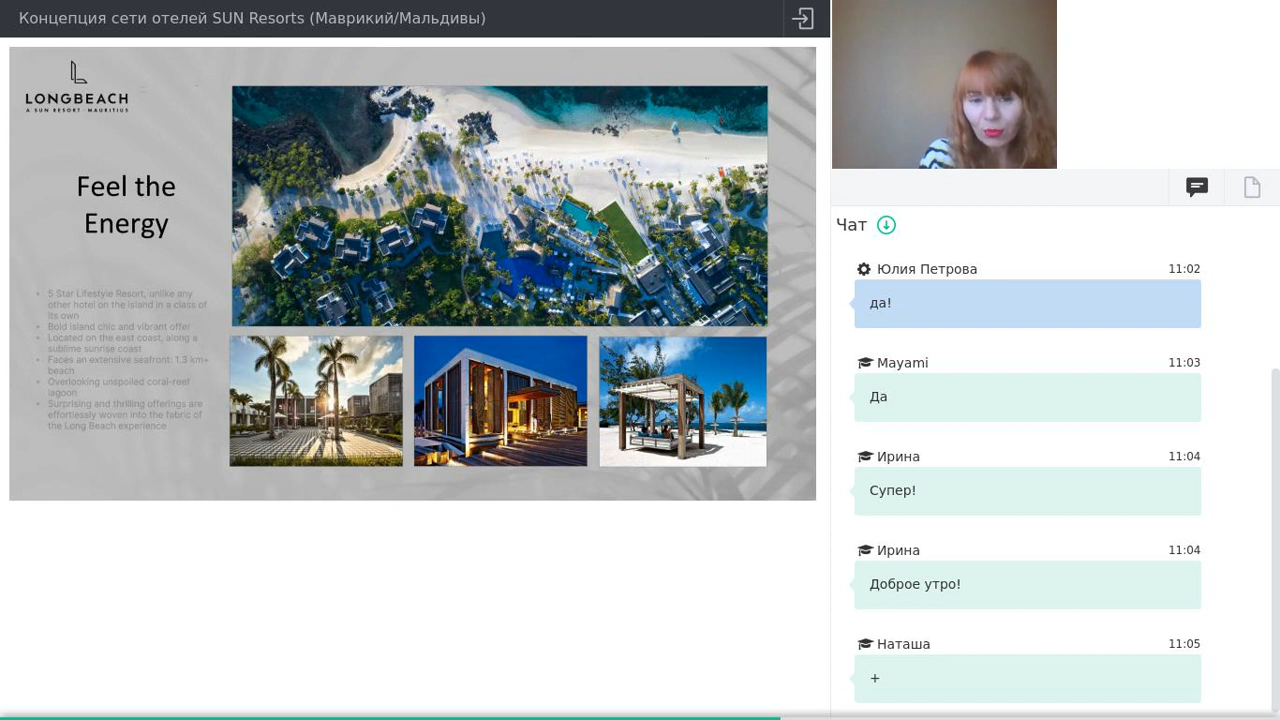 Концепция сети отелей SUN Resorts (Маврикий/Мальдивы)
LONGBEACH
A SUN RESORT MAURITIUS
Feel the
Energy
• 5 Star Lifestyle Resort, unlike any
other hotel on the island in a class of
its own
• Bold island chic and vibrant offer
• Located on the east coast, along a
sublime sunrise coast
• Faces an extensive seafront: 1.3 km+
beach
• Overlooking unspoiled coral-reef
lagoon
• Surprising and thrilling offerings are
effortlessly woven into the fabric of
the Long Beach experience
Чат
Юлия Петрова 11:02
да!
Mayami 11:03
Да
Ирина 11:04
Супер!
Ирина 11:04
Доброе утро!
Наташа 11:05
+